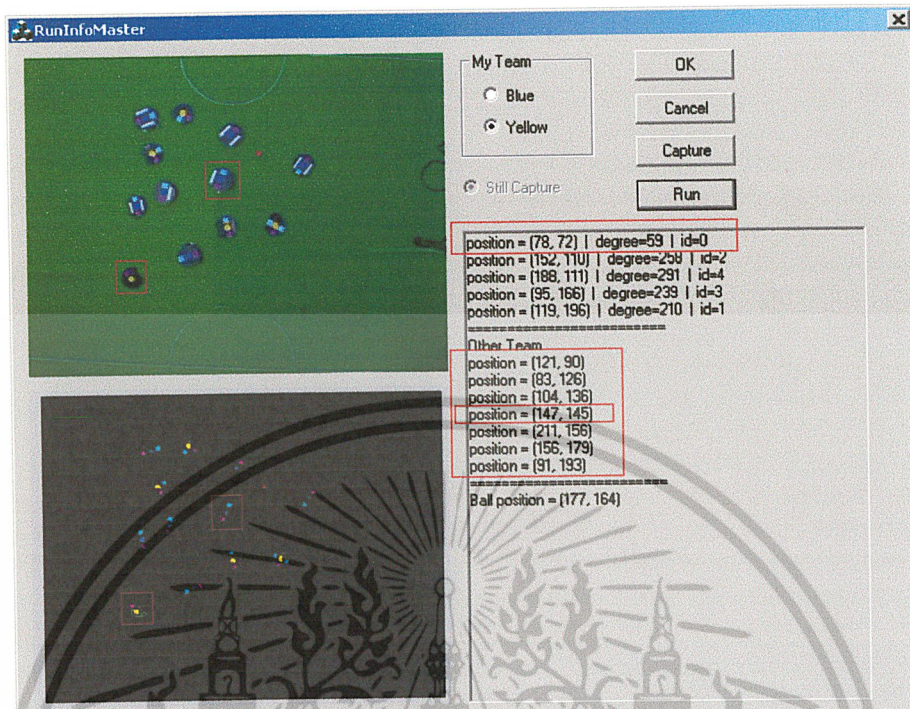 RunInfoMaster
My Team
Blue
Yellow
OK
Cancel
Capture
Still Capture
Run
position = (78, 72) | degree=59 | id=0
position = (152, 110) | degree=258 | id=2
position = (188, 111) | degree=291 | id=4
position = (95, 166) | degree=239 | id=3
position = (119, 196) | degree=210 | id=1
=========================
Other Team
position = (121, 90)
position = (83, 126)
position = (104, 136)
position = (147, 145)
position = (211, 156)
position = (156, 179)
position = (91, 193)
=========================
Ball position = (177, 164)